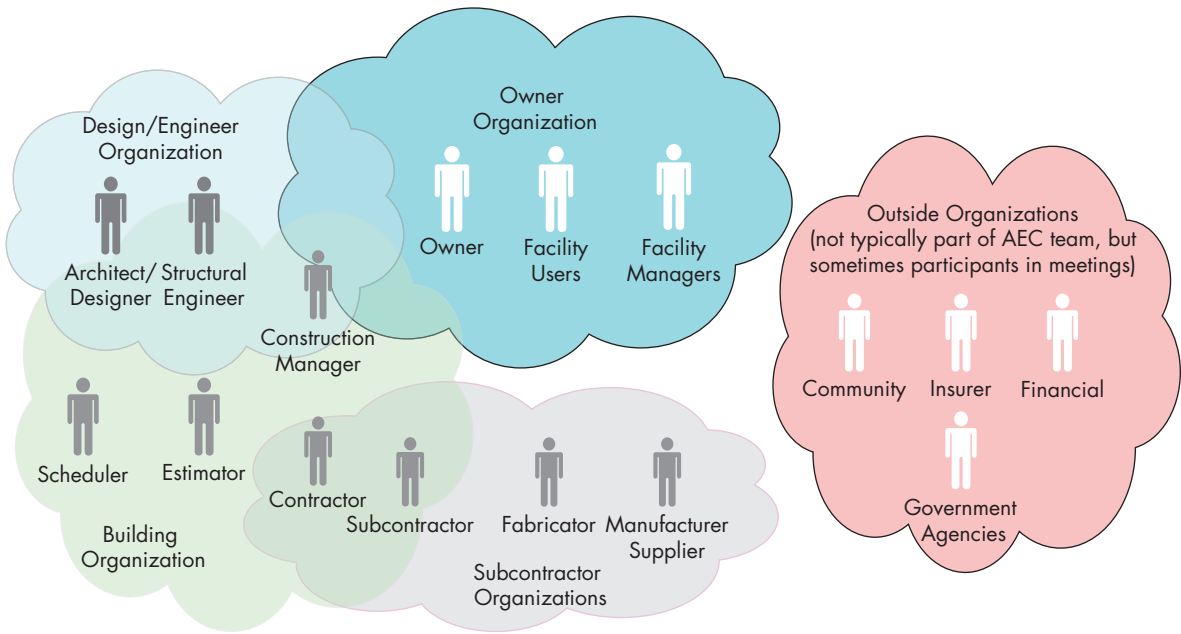 Owner
Organization
Owner
Facility
Users
Facility
Managers
Design/Engineer
Organization
Architect/
Designer
Structural
Engineer
Construction
Manager
Scheduler
Estimator
Contractor
Building
Organization
Subcontractor
Fabricator
Manufacturer
Supplier
Subcontractor
Organizations
Outside Organizations
(not typically part of AEC team, but
sometimes participants in meetings)
Community
Insurer
Financial
Government
Agencies